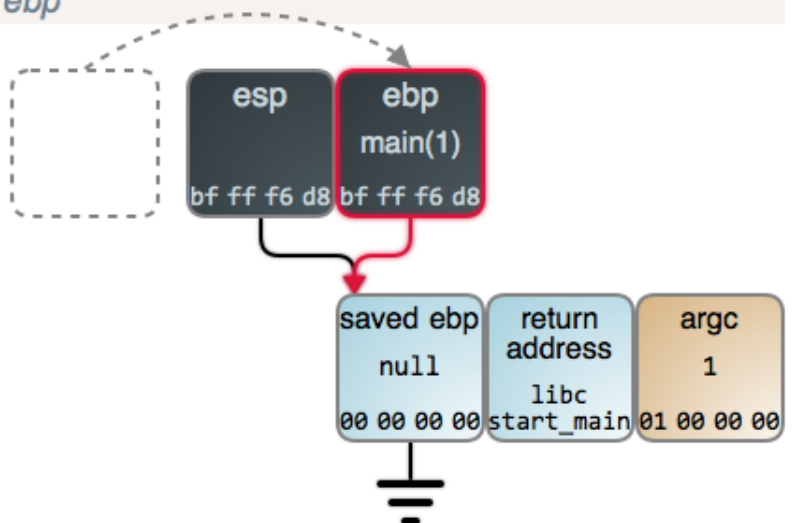 ebp
esp
ebp
main(1)
bf ff f6 d8
bf ff f6 d8
saved ebp
null
00 00 00 00
return
address
libc
start_main
argc
1
01 00 00 00